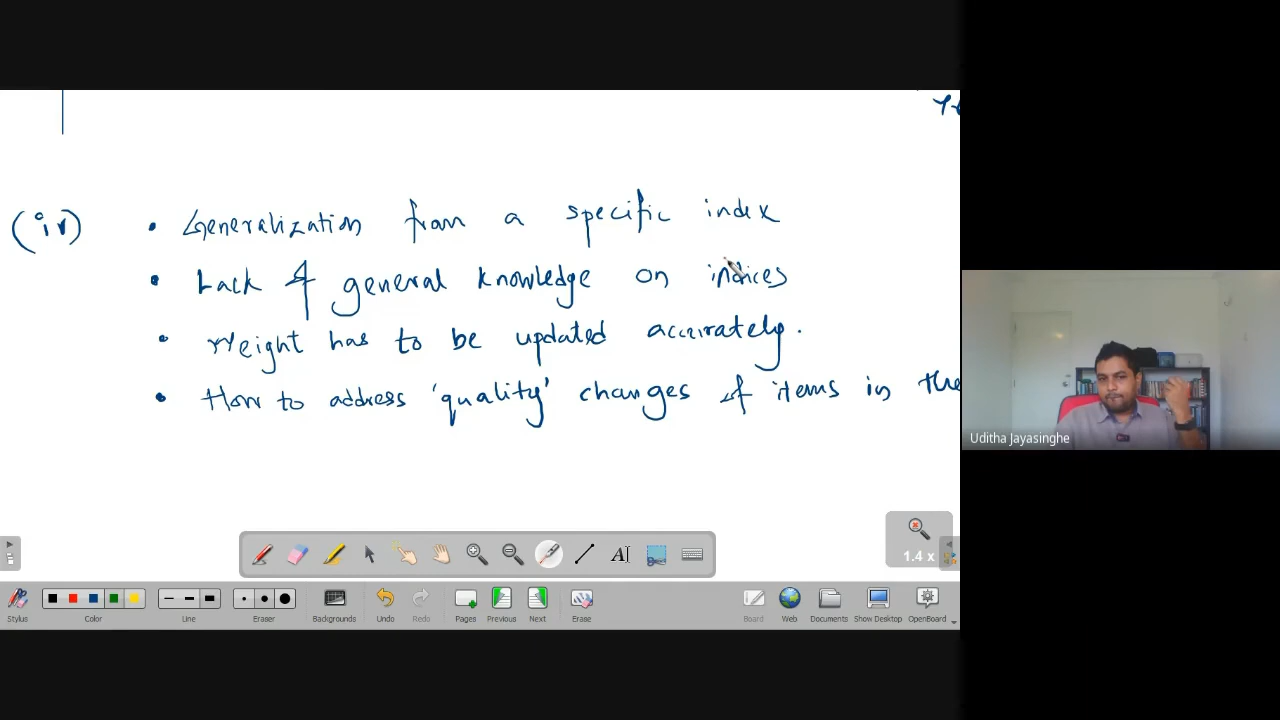 (iv) • Generalization from a specific index
• Lack of general knowledge on indices
• Weight has to be updated accurately.
• How to address 'quality' changes of items in the
Uditha Jayasinghe
1.4 x
Stylus Color Line Eraser Backgrounds Undo Redo Pages Previous Next Erase Board Web Documents Show Desktop OpenBoard